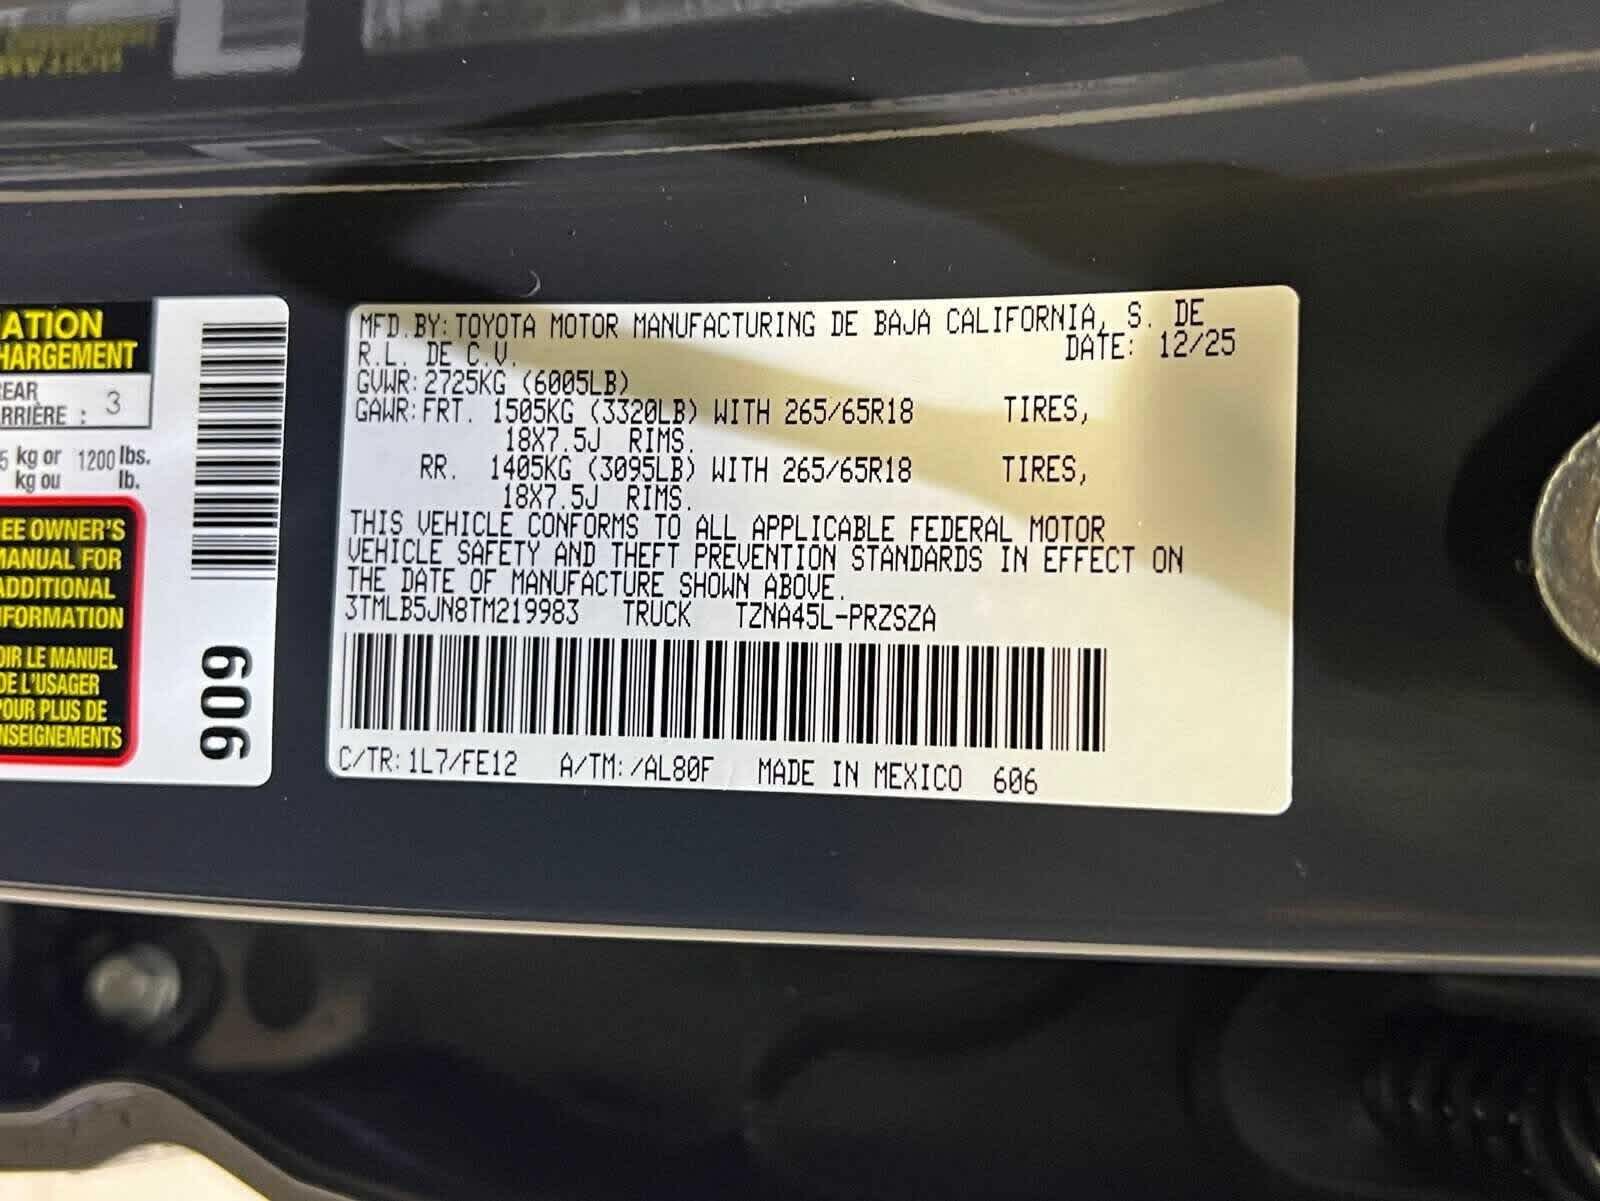 ATION
HARGEMENT
EAR
RRIÈRE : 3
5 kg or 1200 lbs.
kg ou lb.
EE OWNER'S
MANUAL FOR
ADDITIONAL
NFORMATION
OIR LE MANUEL
DE L'USAGER
POUR PLUS DE
NSEIGNEMENTS
606
MFD.BY:TOYOTA MOTOR MANUFACTURING DE BAJA CALIFORNIA, S. DE
R.L. DE C.V. DATE: 12/25
GVWR:2725KG (6005LB)
GAWR:FRT. 1505KG (3320LB) WITH 265/65R18 TIRES,
18X7.5J RIMS.
RR. 1405KG (3095LB) WITH 265/65R18 TIRES,
18X7.5J RIMS.
THIS VEHICLE CONFORMS TO ALL APPLICABLE FEDERAL MOTOR
VEHICLE SAFETY AND THEFT PREVENTION STANDARDS IN EFFECT ON
THE DATE OF MANUFACTURE SHOWN ABOVE.
3TMLB5JN8TM219983 TRUCK TZNA45L-PRZSZA
C/TR:1L7/FE12 A/TM:/AL80F MADE IN MEXICO 606